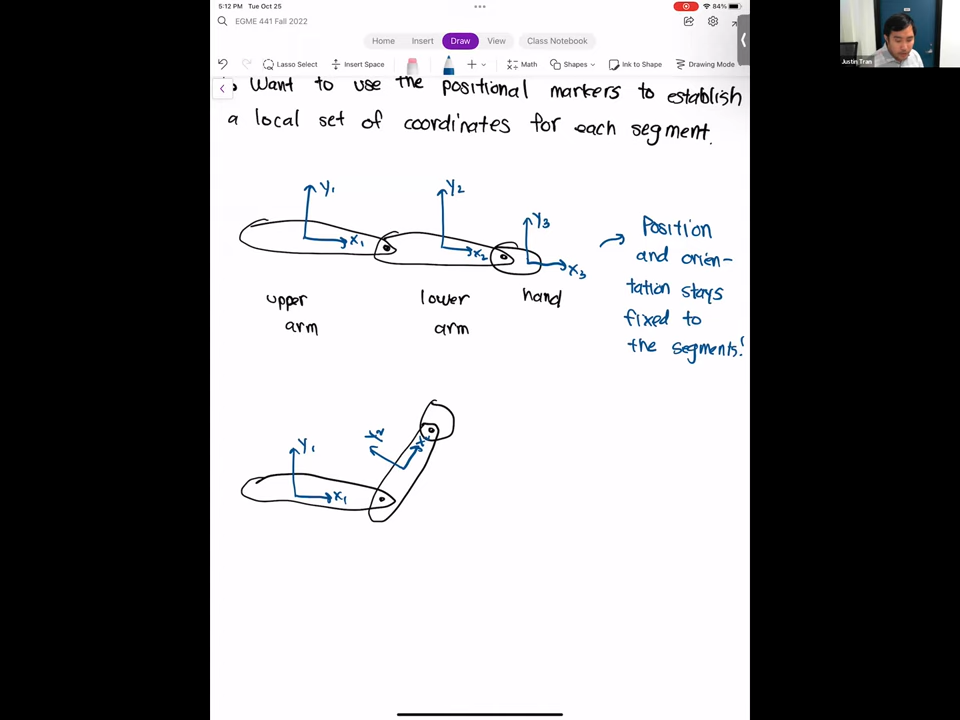 5:12 PM Tue Oct 25
84%
EGME 441 Fall 2022
Home Insert Draw View Class Notebook
Lasso Select Insert Space Math Shapes Ink to Shape Drawing Mode
Want to use the positional markers to establish
a local set of coordinates for each segment.
Y₁ Y₂ Y₃
X₁ X₂ X₃
upper
arm
lower
arm
hand
Position
and orien-
tation stays
fixed to
the segments!
Y₁
X₁
Justin Tran